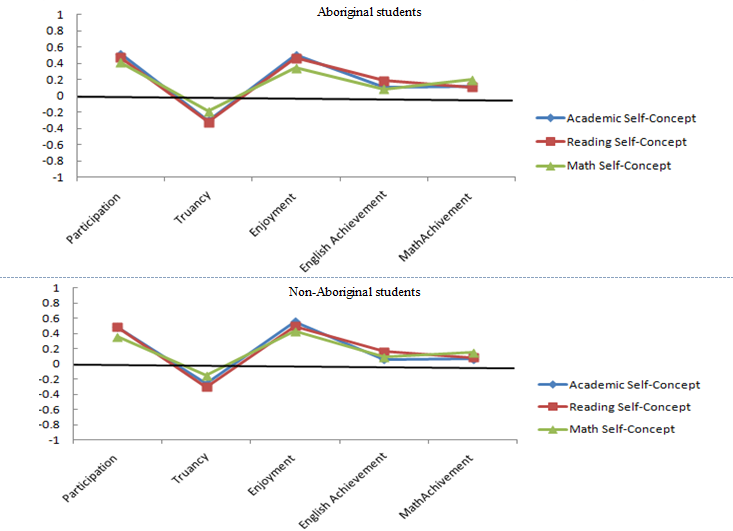 Aboriginal students
1
0.8
0.6
0.4
0.2
0
-0.2
-0.4
-0.6
-0.8
-1
Participation
Truancy
Enjoyment
English Achievement
MathAchivement
Academic Self-Concept
Reading Self-Concept
Math Self-Concept
Non-Aboriginal students
1
0.8
0.6
0.4
0.2
0
-0.2
-0.4
-0.6
-0.8
-1
Participation
Truancy
Enjoyment
English Achievement
MathAchivement
Academic Self-Concept
Reading Self-Concept
Math Self-Concept